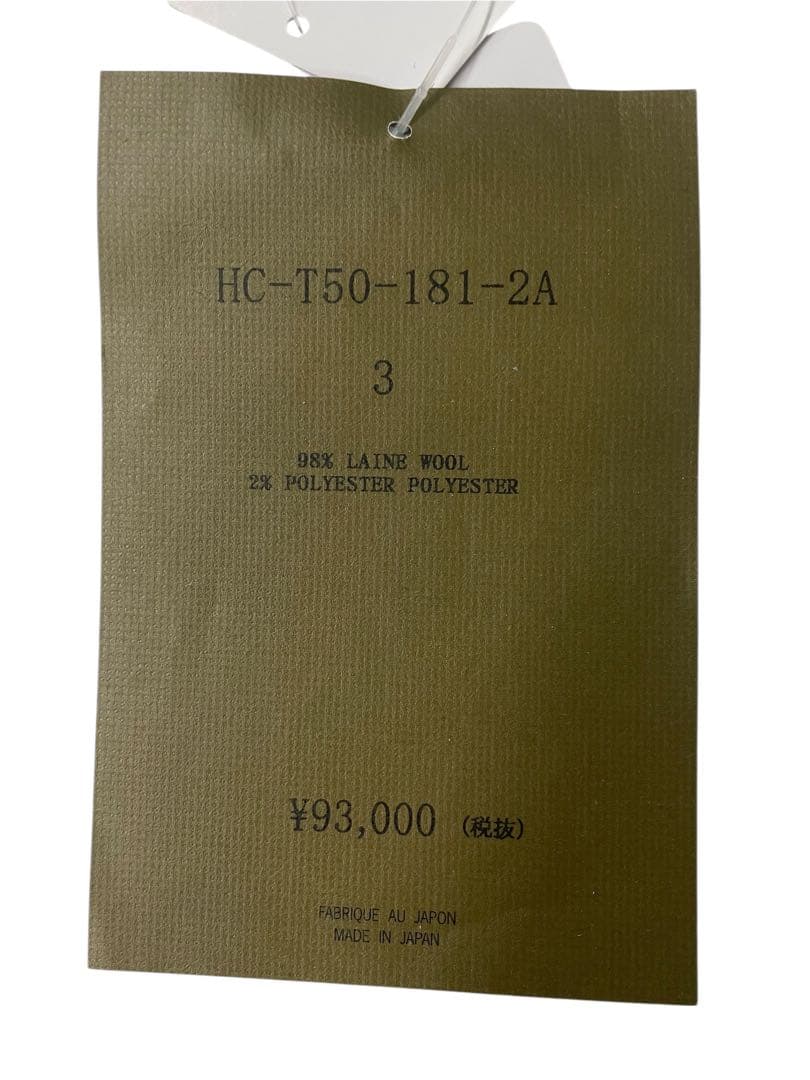 HC-T50-181-2A
3
98% LAINE WOOL
2% POLYESTER POLYESTER
¥93,000 (税抜)
FABRIQUE AU JAPON
MADE IN JAPAN